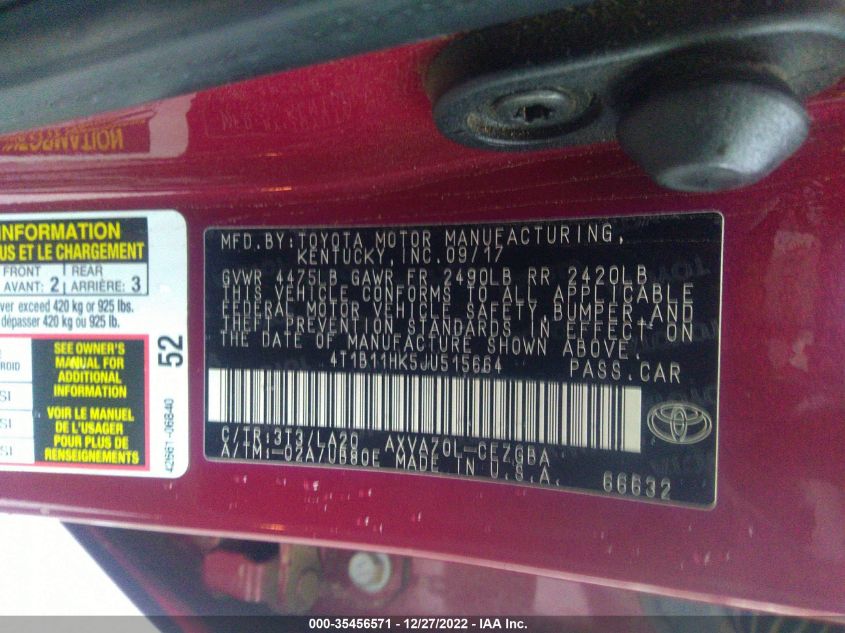 INFORMATION
US ET LE CHARGEMENT
FRONT REAR
AVANT: 2 ARRIÈRE: 3
ver exceed 420 kg or 925 lbs.
dépasser 420 kg ou 925 lb.
SEE OWNER'S
MANUAL FOR
ADDITIONAL
INFORMATION
VOIR LE MANUEL
DE L'USAGER
POUR PLUS DE
RENSEIGNEMENTS
52
42661-06840
MFD.BY:TOYOTA MOTOR MANUFACTURING,
KENTUCKY, INC.09/17
GVWR 4475LB GAWR FR 2490LB RR 2420LB
THIS VEHICLE CONFORMS TO ALL APPLICABLE
FEDERAL MOTOR VEHICLE SAFETY, BUMPER, AND
THEFT PREVENTION STANDARDS IN EFFECT ON
THE DATE OF MANUFACTURE SHOWN ABOVE.
4T1B11HK5JU515664 PASS.CAR
C/TR:3T3/LA20 AXVA70L-CEZGBA
A/TM:-02A/UB80E MADE IN U.S.A.
66632
000-35456571 - 12/27/2022 - IAA Inc.